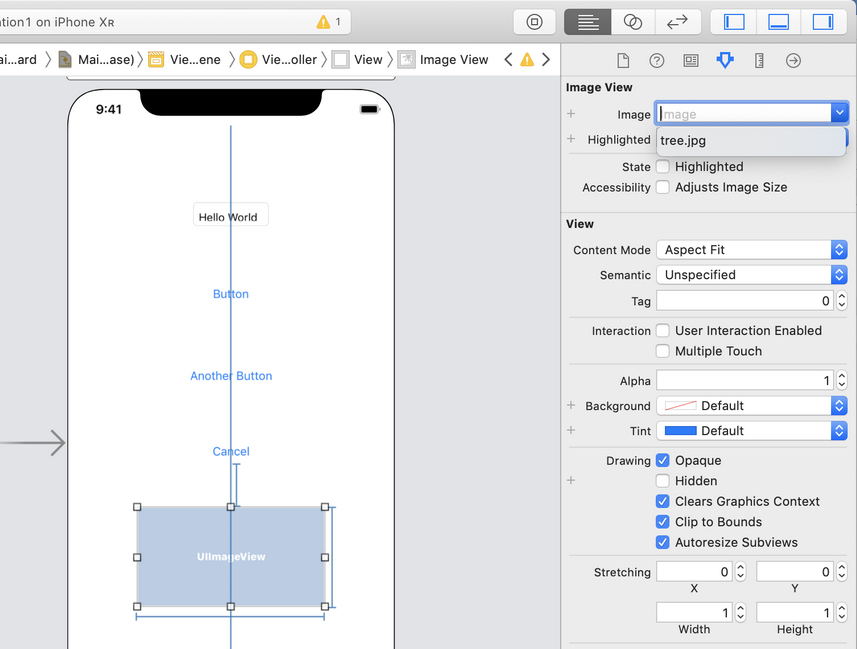 ation1 on iPhone XR
1
ai...ard
Mai...ase)
Vie...ene
Vie...oller
View
Image View
9:41
Hello World
Button
Another Button
Cancel
UIImageView
Image View
+ Image
Image
+ Highlighted
tree.jpg
State Highlighted
Accessibility Adjusts Image Size
View
Content Mode Aspect Fit
Semantic Unspecified
Tag 0
Interaction User Interaction Enabled
Multiple Touch
Alpha 1
+ Background Default
+ Tint Default
Drawing Opaque
+ Hidden
Clears Graphics Context
Clip to Bounds
Autoresize Subviews
Stretching 0 0
X Y
1 1
Width Height